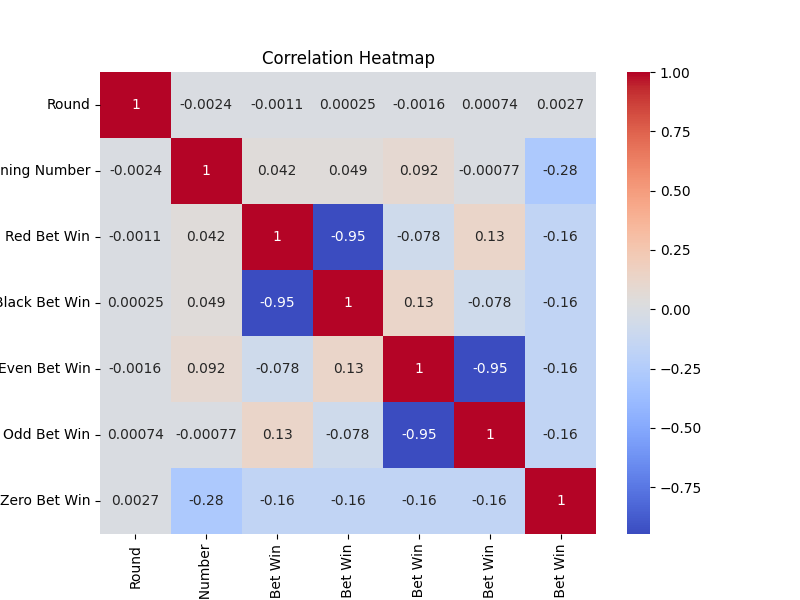 Correlation Heatmap
Round 1 -0.0024 -0.0011 0.00025 -0.0016 0.00074 0.0027
ning Number -0.0024 1 0.042 0.049 0.092 -0.00077 -0.28
Red Bet Win -0.0011 0.042 1 -0.95 -0.078 0.13 -0.16
Black Bet Win 0.00025 0.049 -0.95 1 0.13 -0.078 -0.16
Even Bet Win -0.0016 0.092 -0.078 0.13 1 -0.95 -0.16
Odd Bet Win 0.00074 -0.00077 0.13 -0.078 -0.95 1 -0.16
Zero Bet Win 0.0027 -0.28 -0.16 -0.16 -0.16 -0.16 1
Round
Number
Bet Win
Bet Win
Bet Win
Bet Win
Bet Win
1.00
0.75
0.50
0.25
0.00
−0.25
−0.50
−0.75